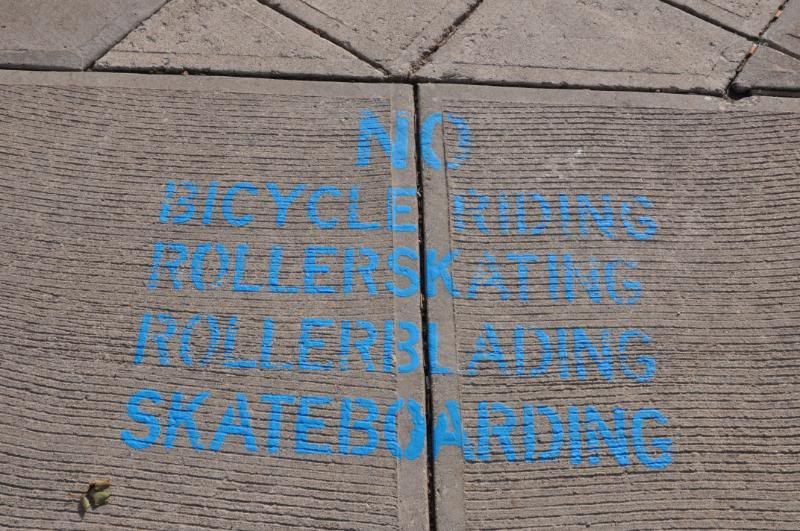 NO
BICYCLE RIDING
ROLLERSKATING
ROLLERBLADING
SKATEBOARDING